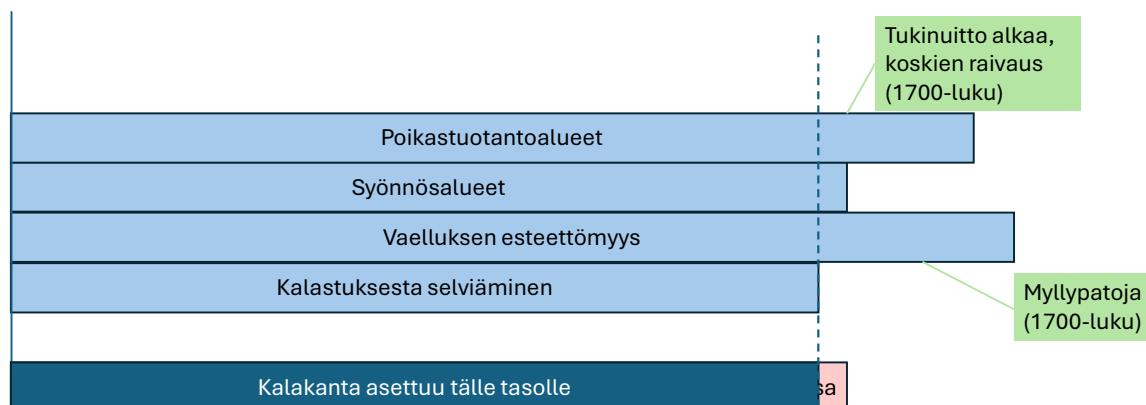 Tukinuitto alkaa,
koskien raivaus
(1700-luku)
Poikastuotantoalueet
Syönnösalueet
Vaelluksen esteettömyys
Kalastuksesta selviäminen
Myllypatoja
(1700-luku)
Kalakanta asettuu tälle tasolle